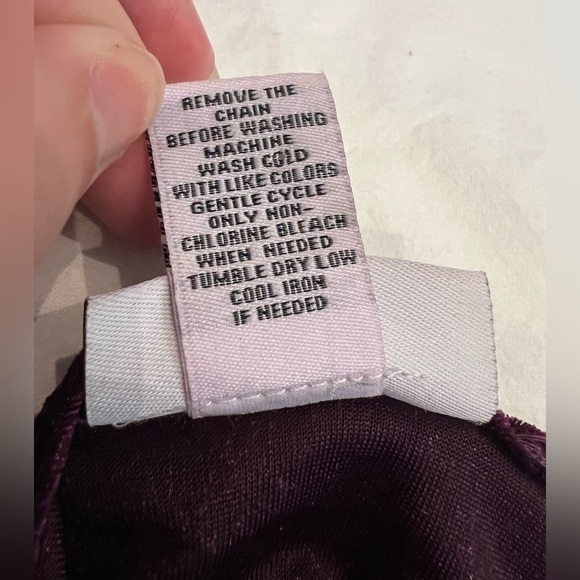 REMOVE THE
CHAIN
BEFORE WASHING
MACHINE
WASH COLD
WITH LIKE COLORS
GENTLE CYCLE
ONLY NON-
CHLORINE BLEACH
WHEN NEEDED
TUMBLE DRY LOW
COOL IRON
IF NEEDED